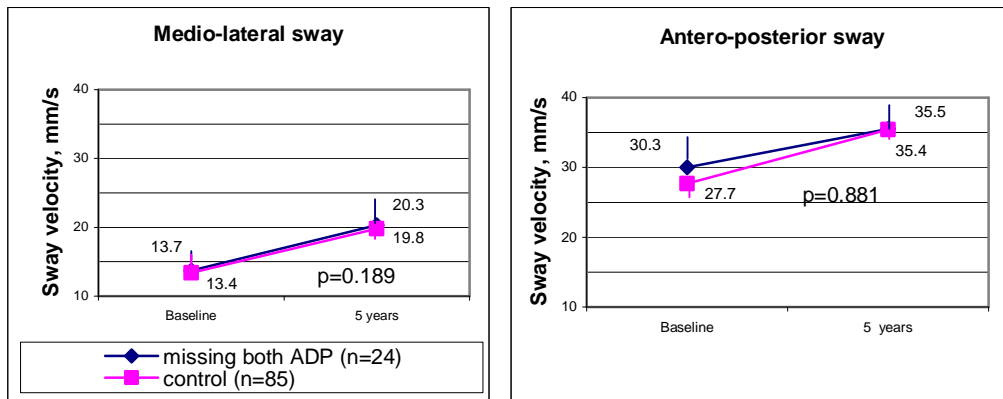 Medio-lateral sway
Sway velocity, mm/s
40
30
20
10
13.7
13.4
20.3
19.8
p=0.189
Baseline
5 years
missing both ADP (n=24)
control (n=85)
Antero-posterior sway
Sway velocity, mm/s
40
30
20
10
30.3
27.7
35.5
35.4
p=0.881
Baseline
5 years